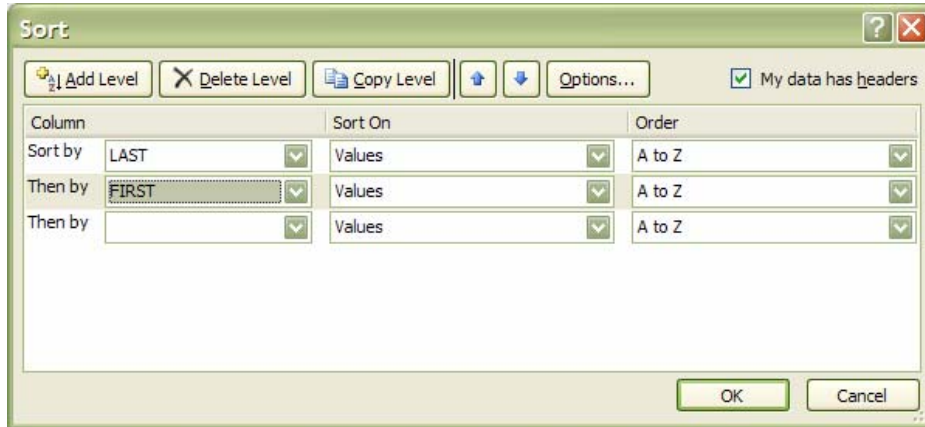 Sort
Add Level Delete Level Copy Level Options... My data has headers
Column Sort On Order
Sort by LAST Values A to Z
Then by FIRST Values A to Z
Then by Values A to Z
OK Cancel